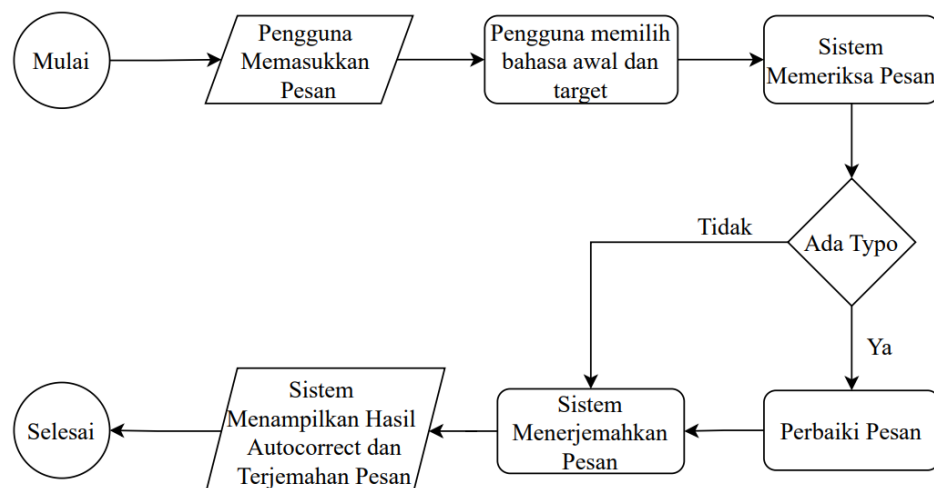 Mulai
Pengguna
Memasukkan
Pesan
Pengguna memilih
bahasa awal dan
target
Sistem
Memeriksa Pesan
Ada Typo
Tidak
Ya
Perbaiki Pesan
Sistem
Menerjemahkan
Pesan
Sistem
Menampilkan Hasil
Autocorrect dan
Terjemahan Pesan
Selesai